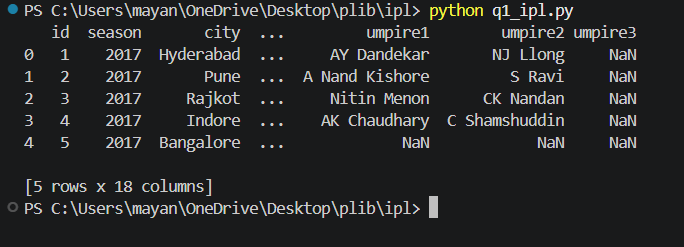 PS C:\Users\mayan\OneDrive\Desktop\plib\ipl> python q1_ipl.py
   id  season       city  ...         umpire1        umpire2 umpire3
0   1    2017  Hyderabad  ...     AY Dandekar       NJ Llong     NaN
1   2    2017       Pune  ...  A Nand Kishore         S Ravi     NaN
2   3    2017     Rajkot  ...     Nitin Menon      CK Nandan     NaN
3   4    2017     Indore  ...    AK Chaudhary  C Shamshuddin     NaN
4   5    2017  Bangalore  ...             NaN            NaN     NaN
[5 rows x 18 columns]
PS C:\Users\mayan\OneDrive\Desktop\plib\ipl>